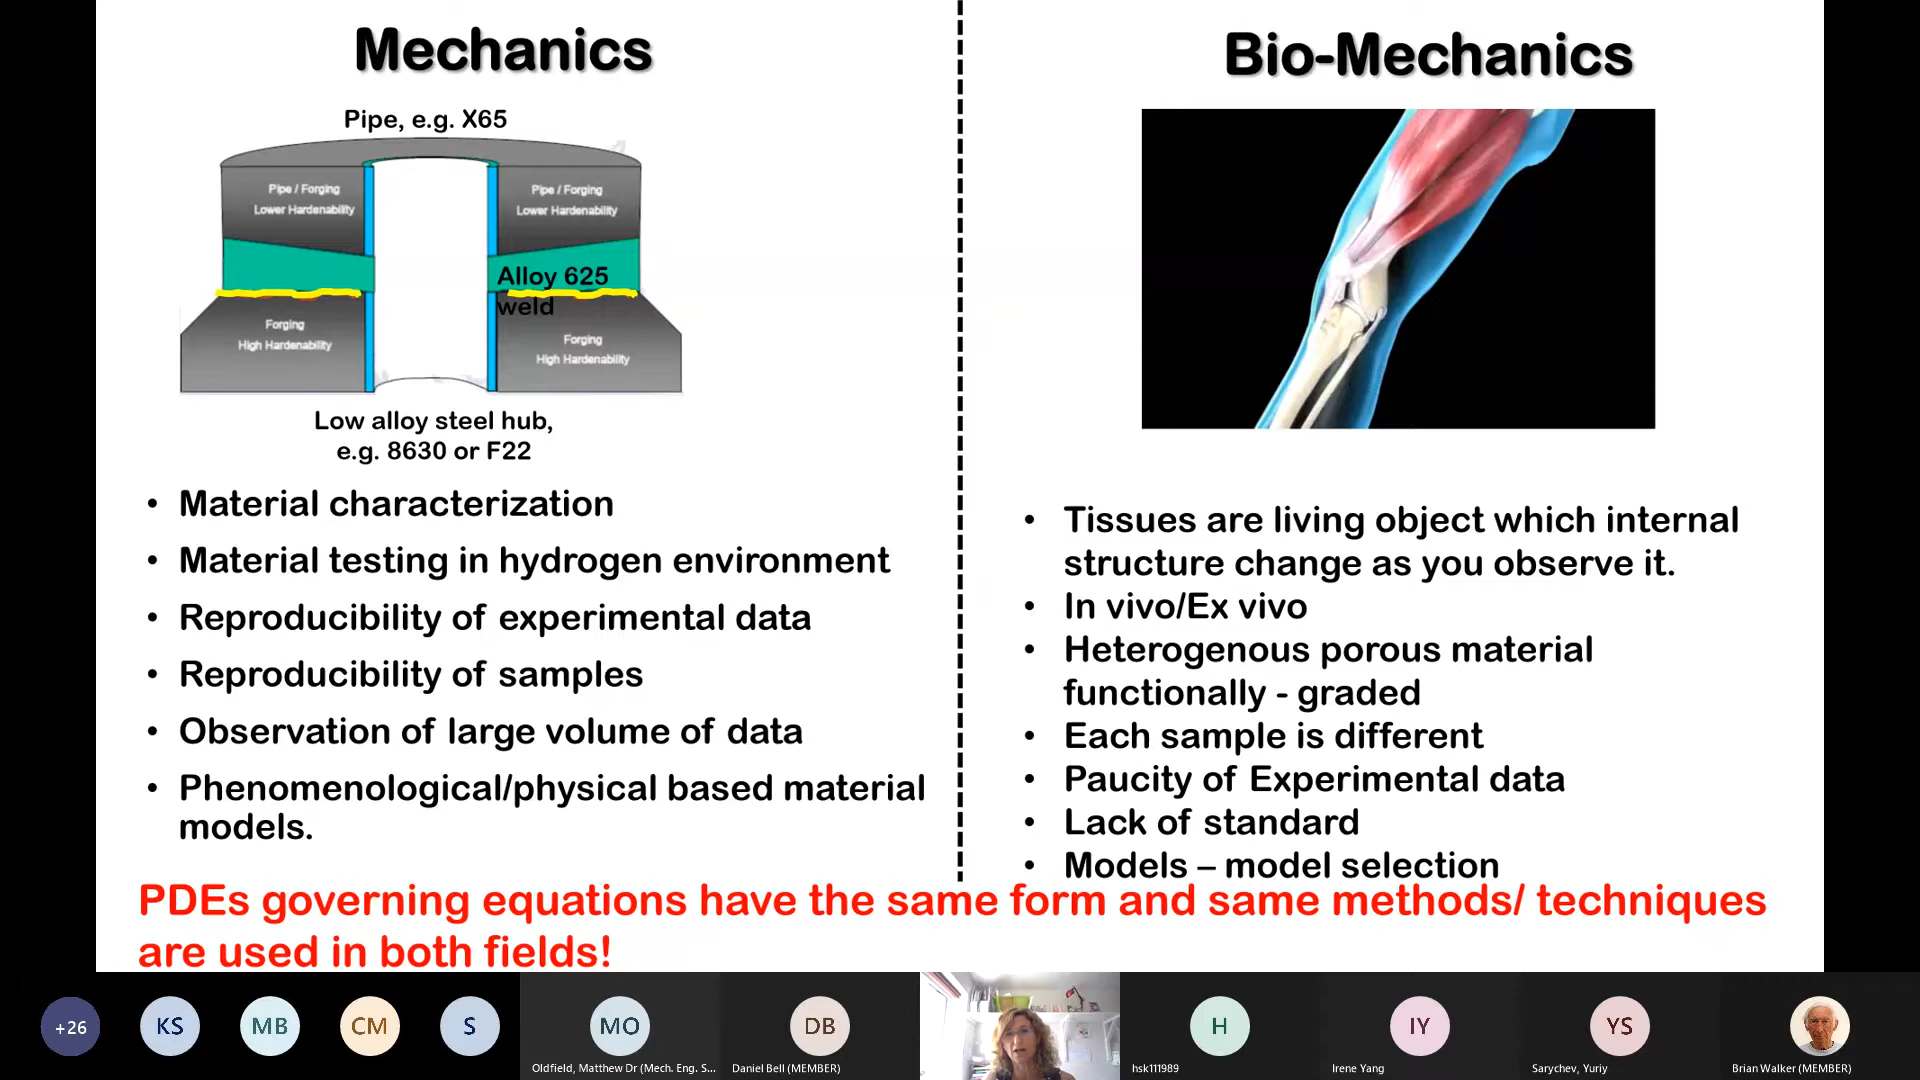 Mechanics
Pipe, e.g. X65
Pipe / Forging
Lower Hardenability
Pipe / Forging
Lower Hardenability
Alloy 625
weld
Forging
High Hardenability
Forging
High Hardenability
Low alloy steel hub,
e.g. 8630 or F22
• Material characterization
• Material testing in hydrogen environment
• Reproducibility of experimental data
• Reproducibility of samples
• Observation of large volume of data
• Phenomenological/physical based material
models.
Bio-Mechanics
• Tissues are living object which internal
structure change as you observe it.
• In vivo/Ex vivo
• Heterogenous porous material
functionally - graded
• Each sample is different
• Paucity of Experimental data
• Lack of standard
• Models – model selection
PDEs governing equations have the same form and same methods/ techniques
are used in both fields!
+26
KS
MB
CM
S
MO
Oldfield, Matthew Dr (Mech. Eng. S...
DB
Daniel Bell (MEMBER)
H
hsk111989
IY
Irene Yang
YS
Sarychev, Yuriy
Brian Walker (MEMBER)